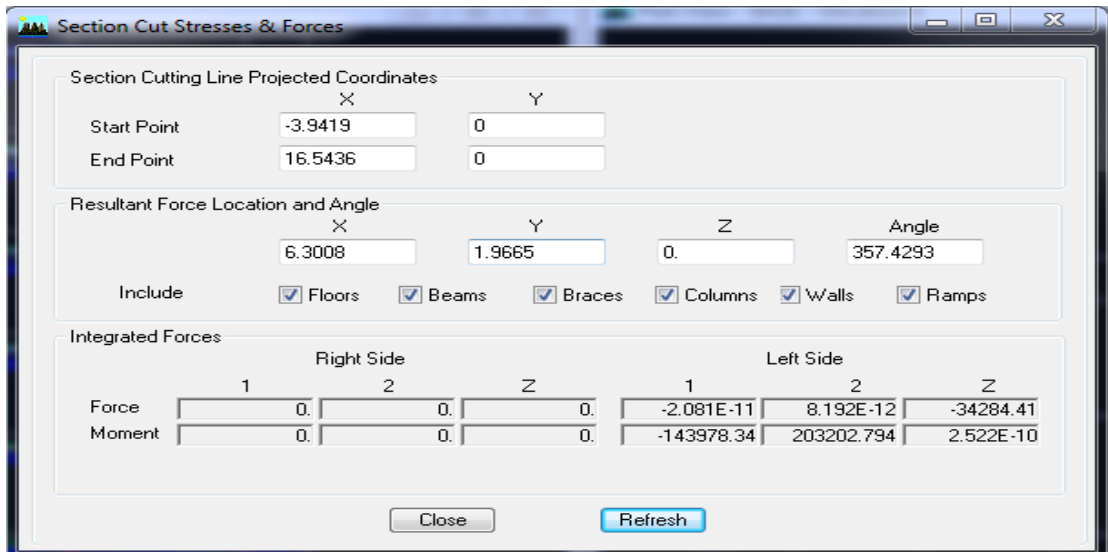 Section Cut Stresses & Forces
Section Cutting Line Projected Coordinates
X Y
Start Point -3.9419 0
End Point 16.5436 0
Resultant Force Location and Angle
X Y Z Angle
6.3008 1.9665 0. 357.4293
Include Floors Beams Braces Columns Walls Ramps
Integrated Forces
Right Side Left Side
1 2 Z 1 2 Z
Force 0. 0. 0. -2.081E-11 8.192E-12 -34284.41
Moment 0. 0. 0. -143978.34 203202.794 2.522E-10
Close Refresh